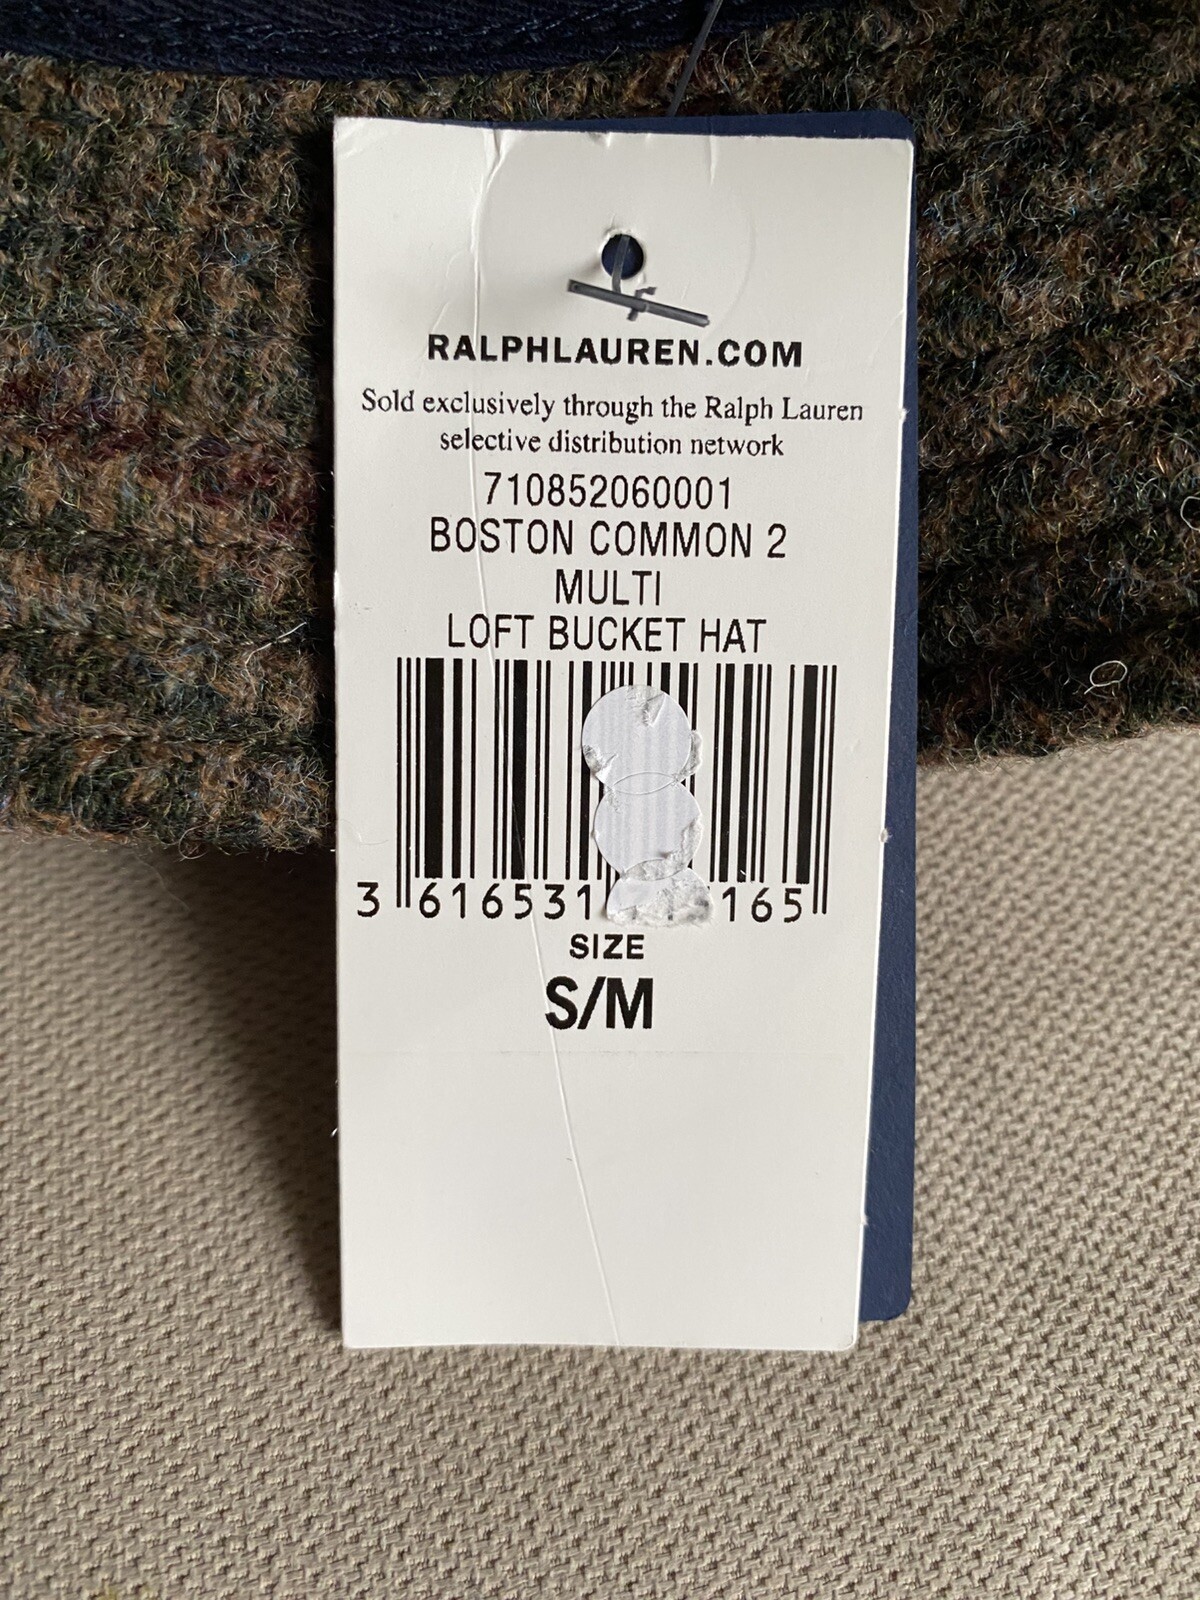 RALPHLAUREN.COM
Sold exclusively through the Ralph Lauren
selective distribution network
710852060001
BOSTON COMMON 2
MULTI
LOFT BUCKET HAT
3 616531 165
SIZE
S/M